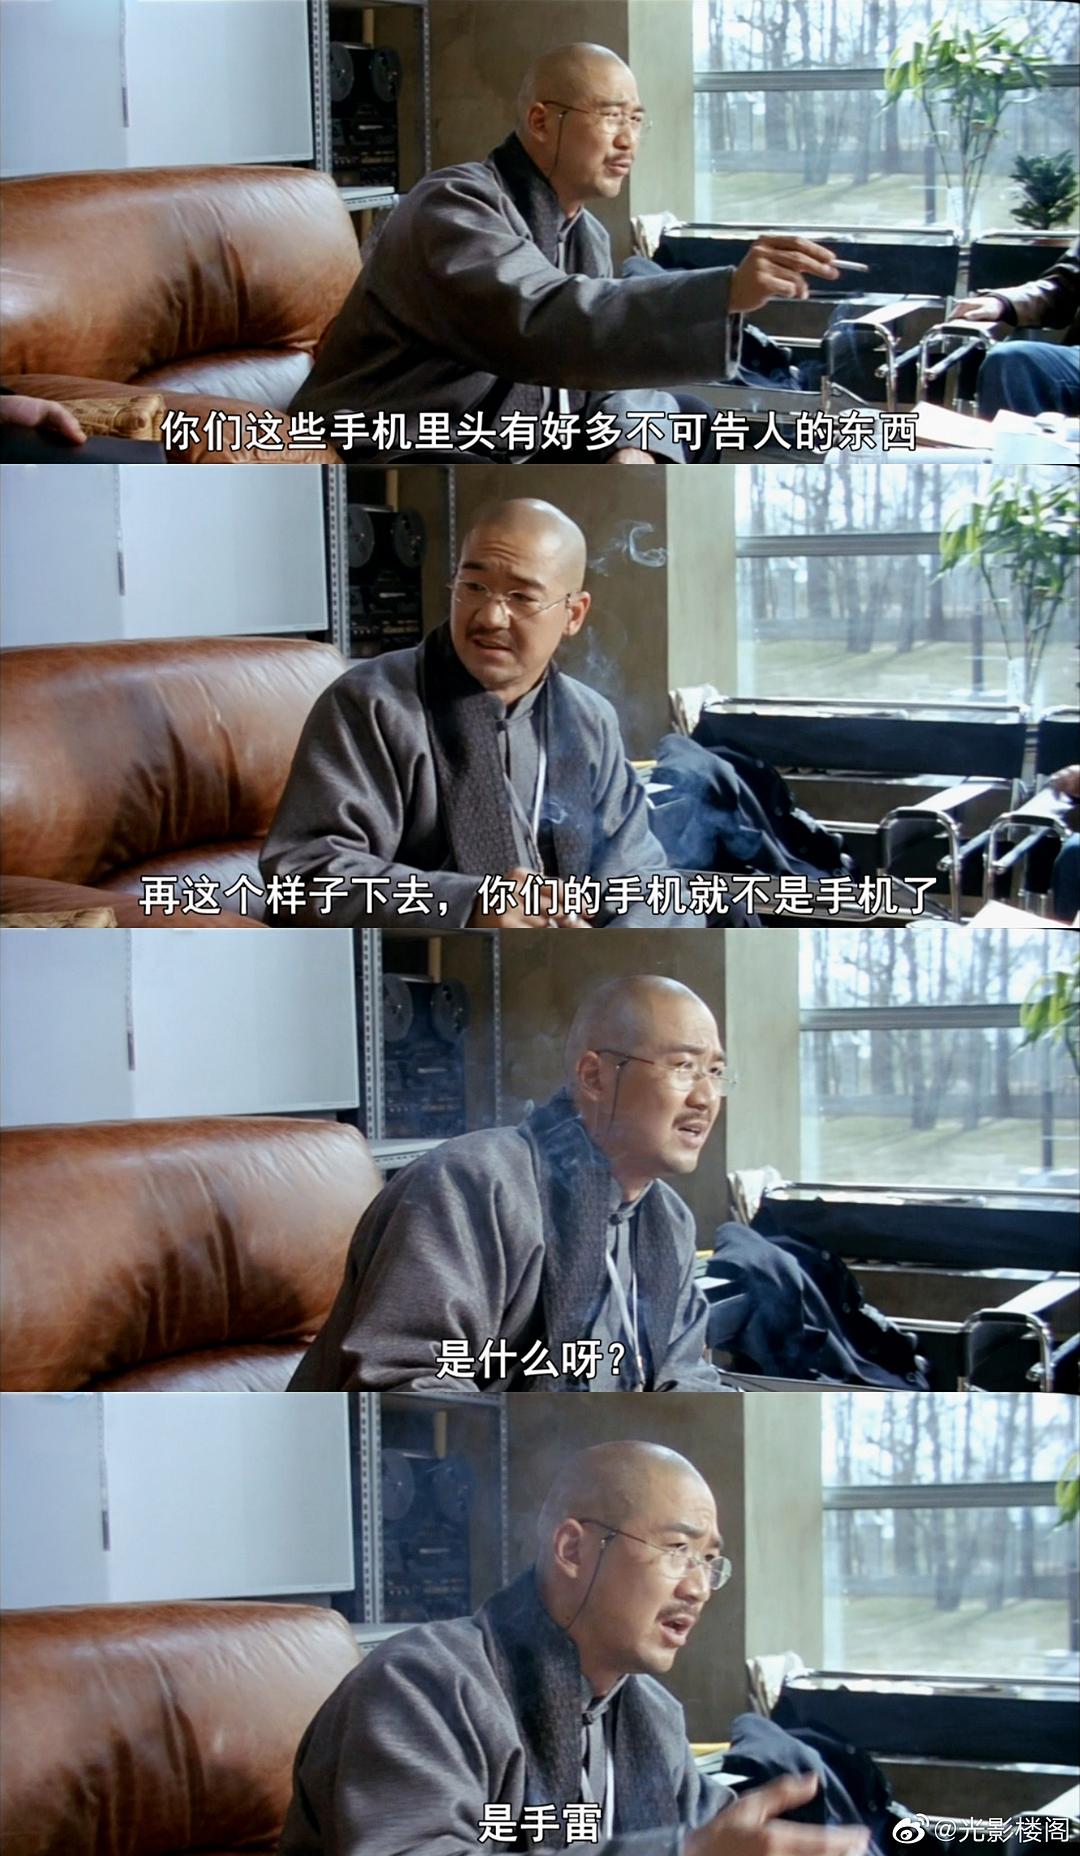 你们这些手机里头有好多不可告人的东西
再这个样子下去，你们的手机就不是手机了
是什么呀？
是手雷
@光影楼阁